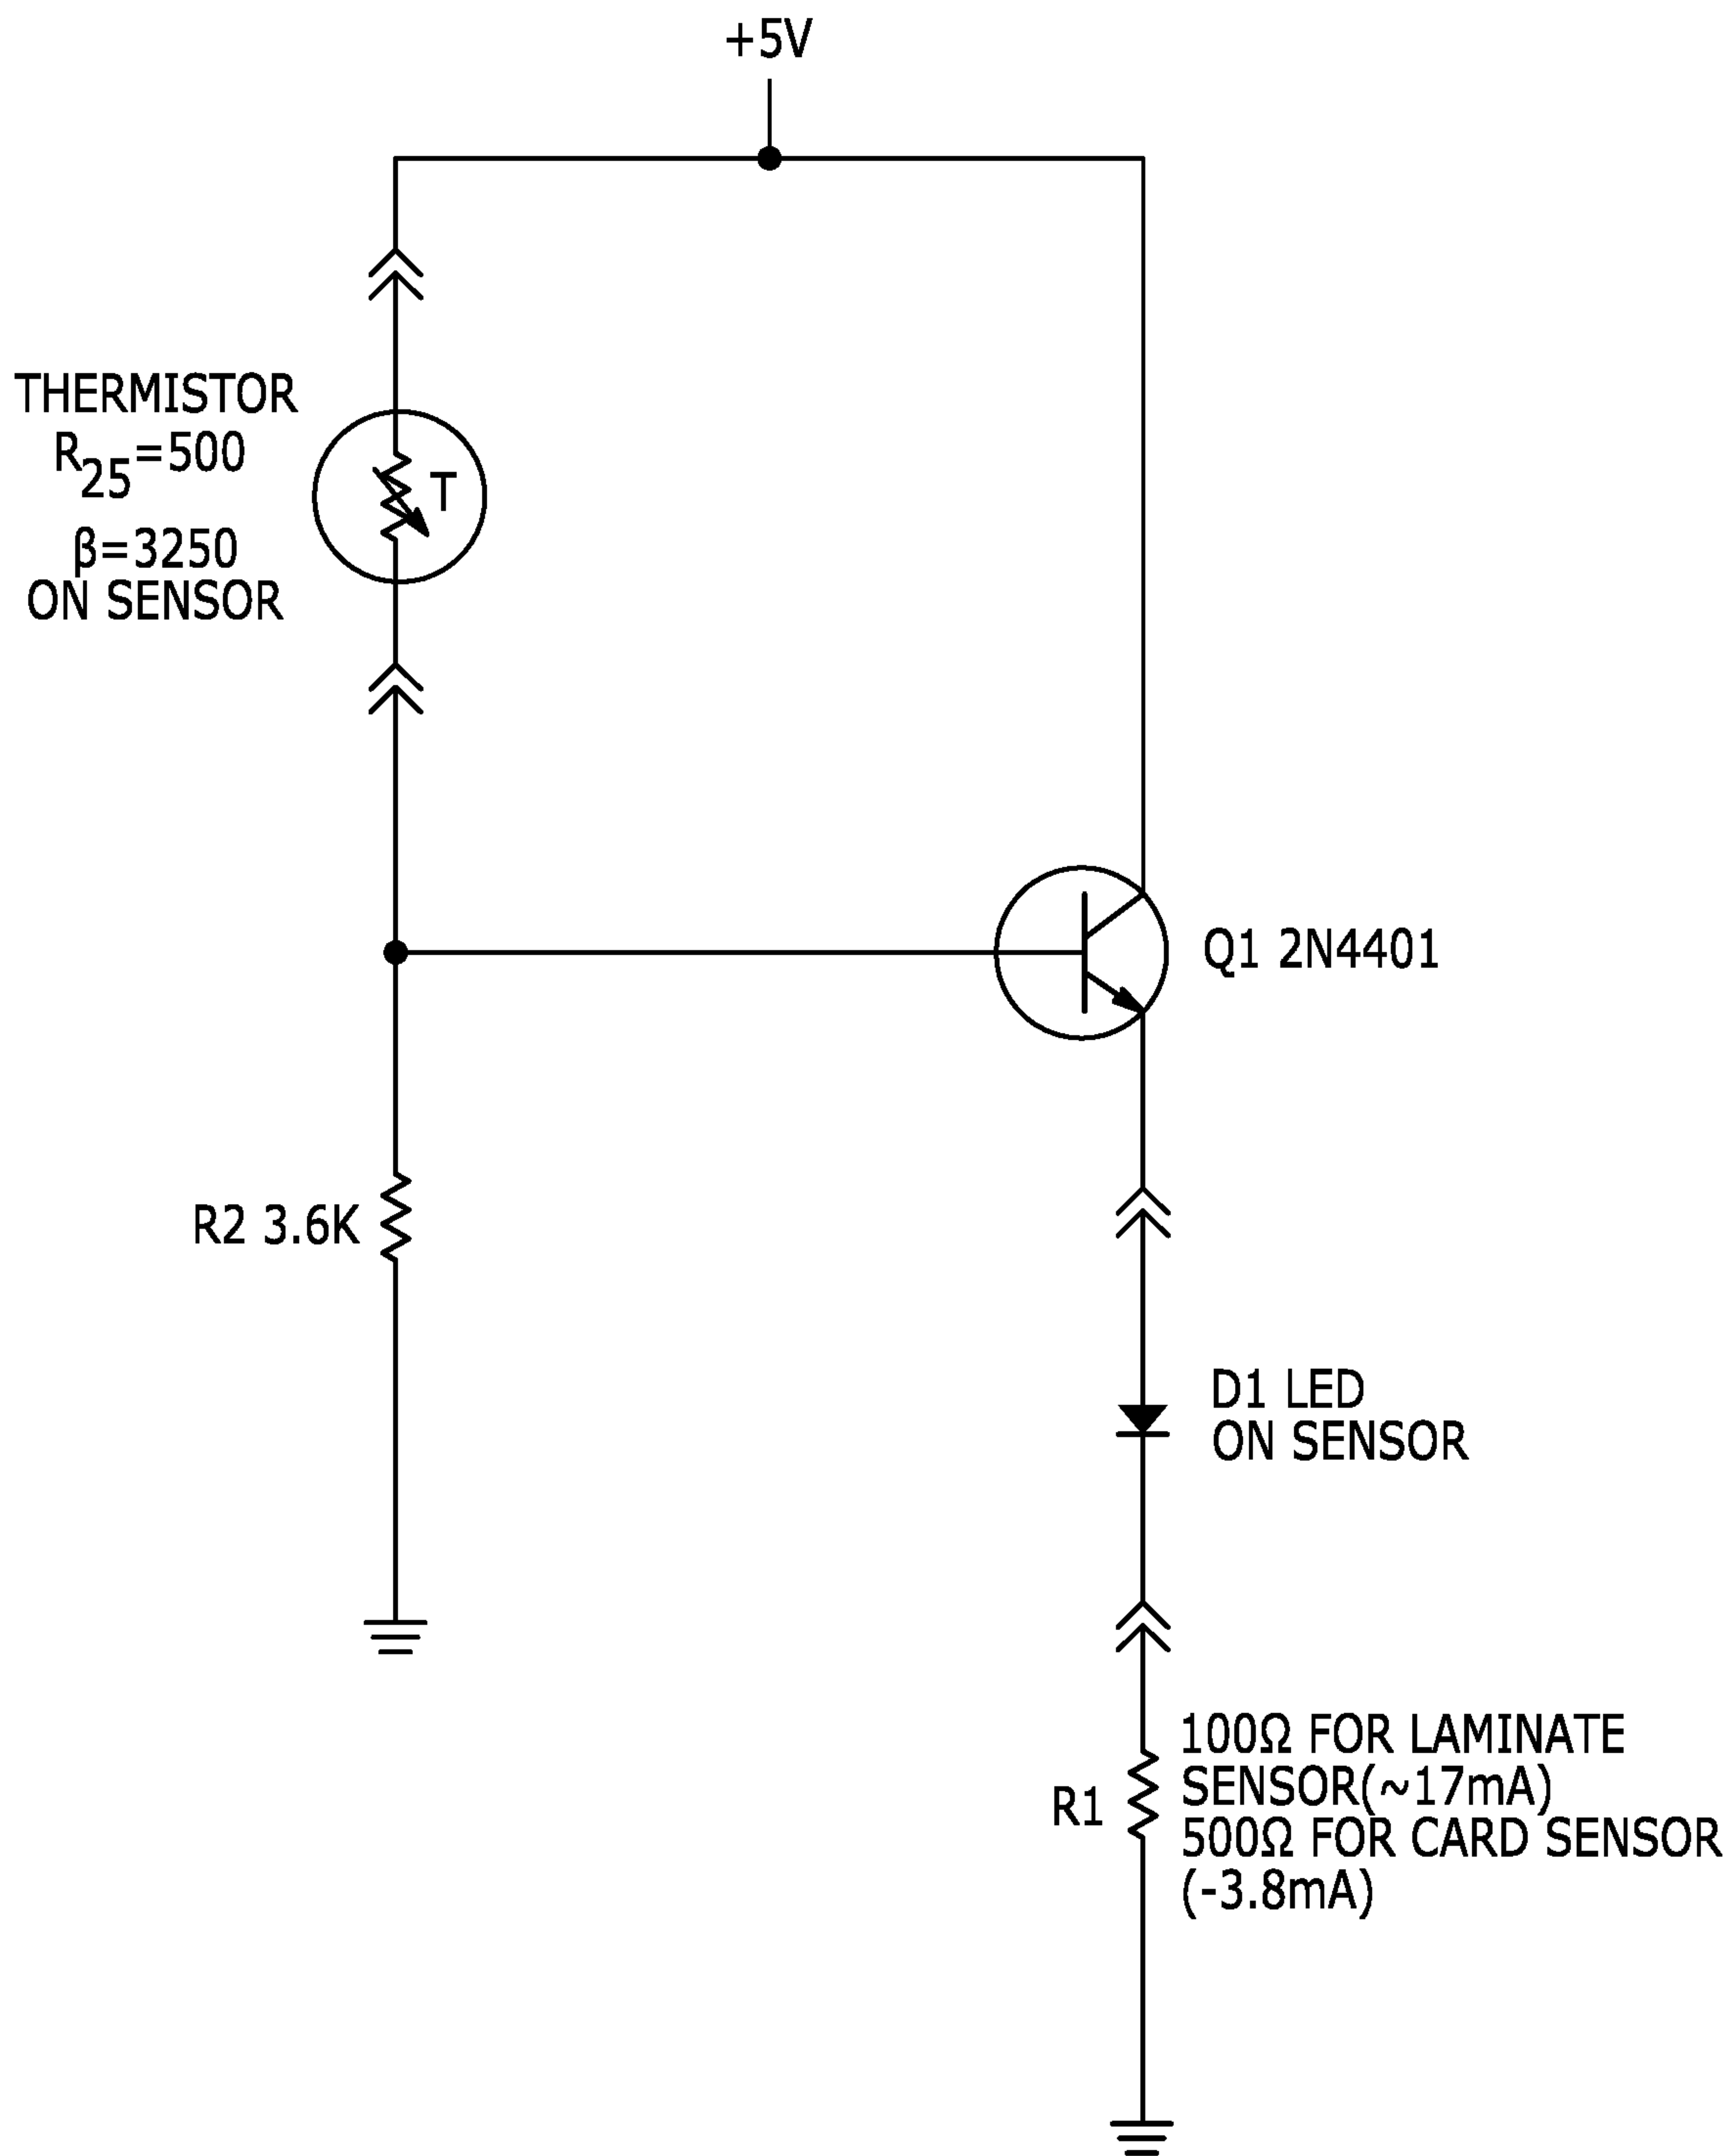 +5V
THERMISTOR
R25=500
β=3250
ON SENSOR
T
Q1 2N4401
R2 3.6K
D1 LED
ON SENSOR
R1
100Ω FOR LAMINATE
SENSOR(~17mA)
500Ω FOR CARD SENSOR
(-3.8mA)